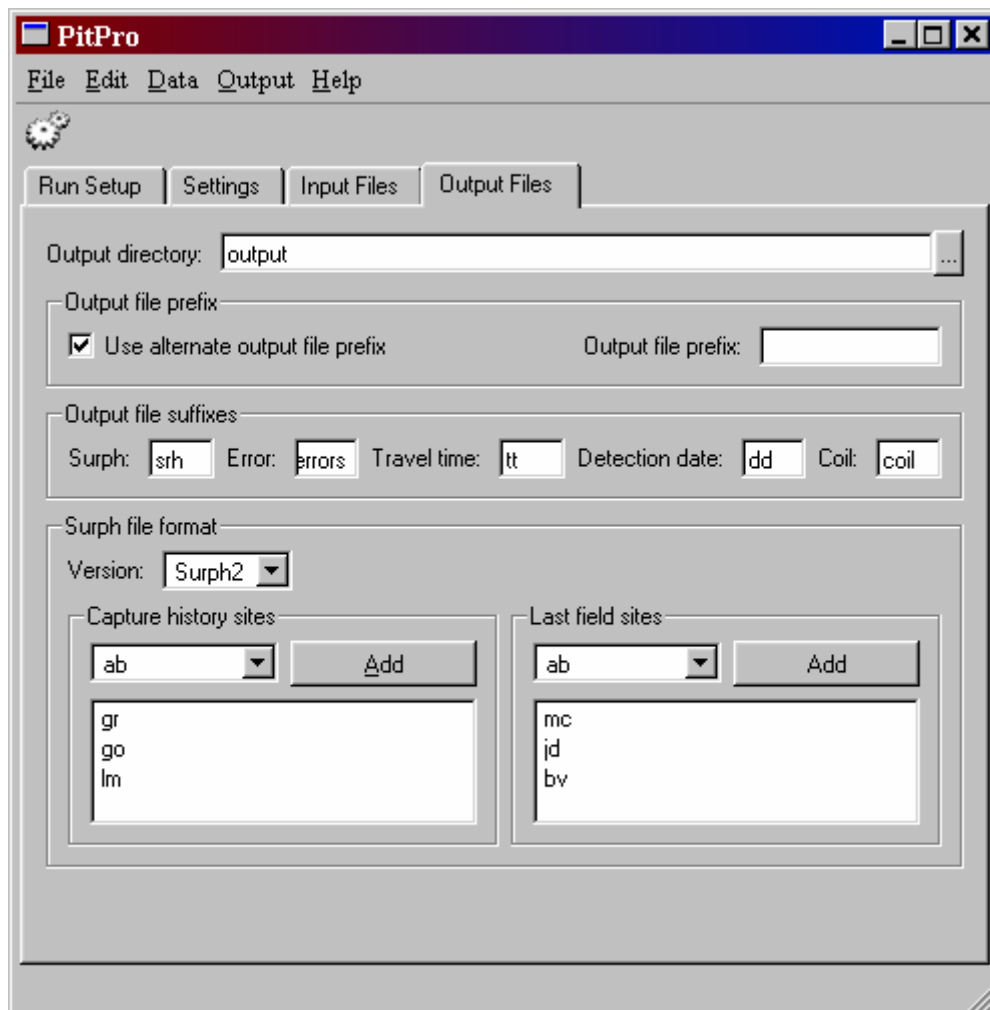 PitPro
File Edit Data Output Help
Run Setup Settings Input Files Output Files
Output directory: output ...
Output file prefix
Use alternate output file prefix Output file prefix:
Output file suffixes
Surph: srh Error: errors Travel time: tt Detection date: dd Coil: coil
Surph file format
Version: Surph2
Capture history sites Last field sites
ab Add ab Add
gr mc
go jd
lm bv